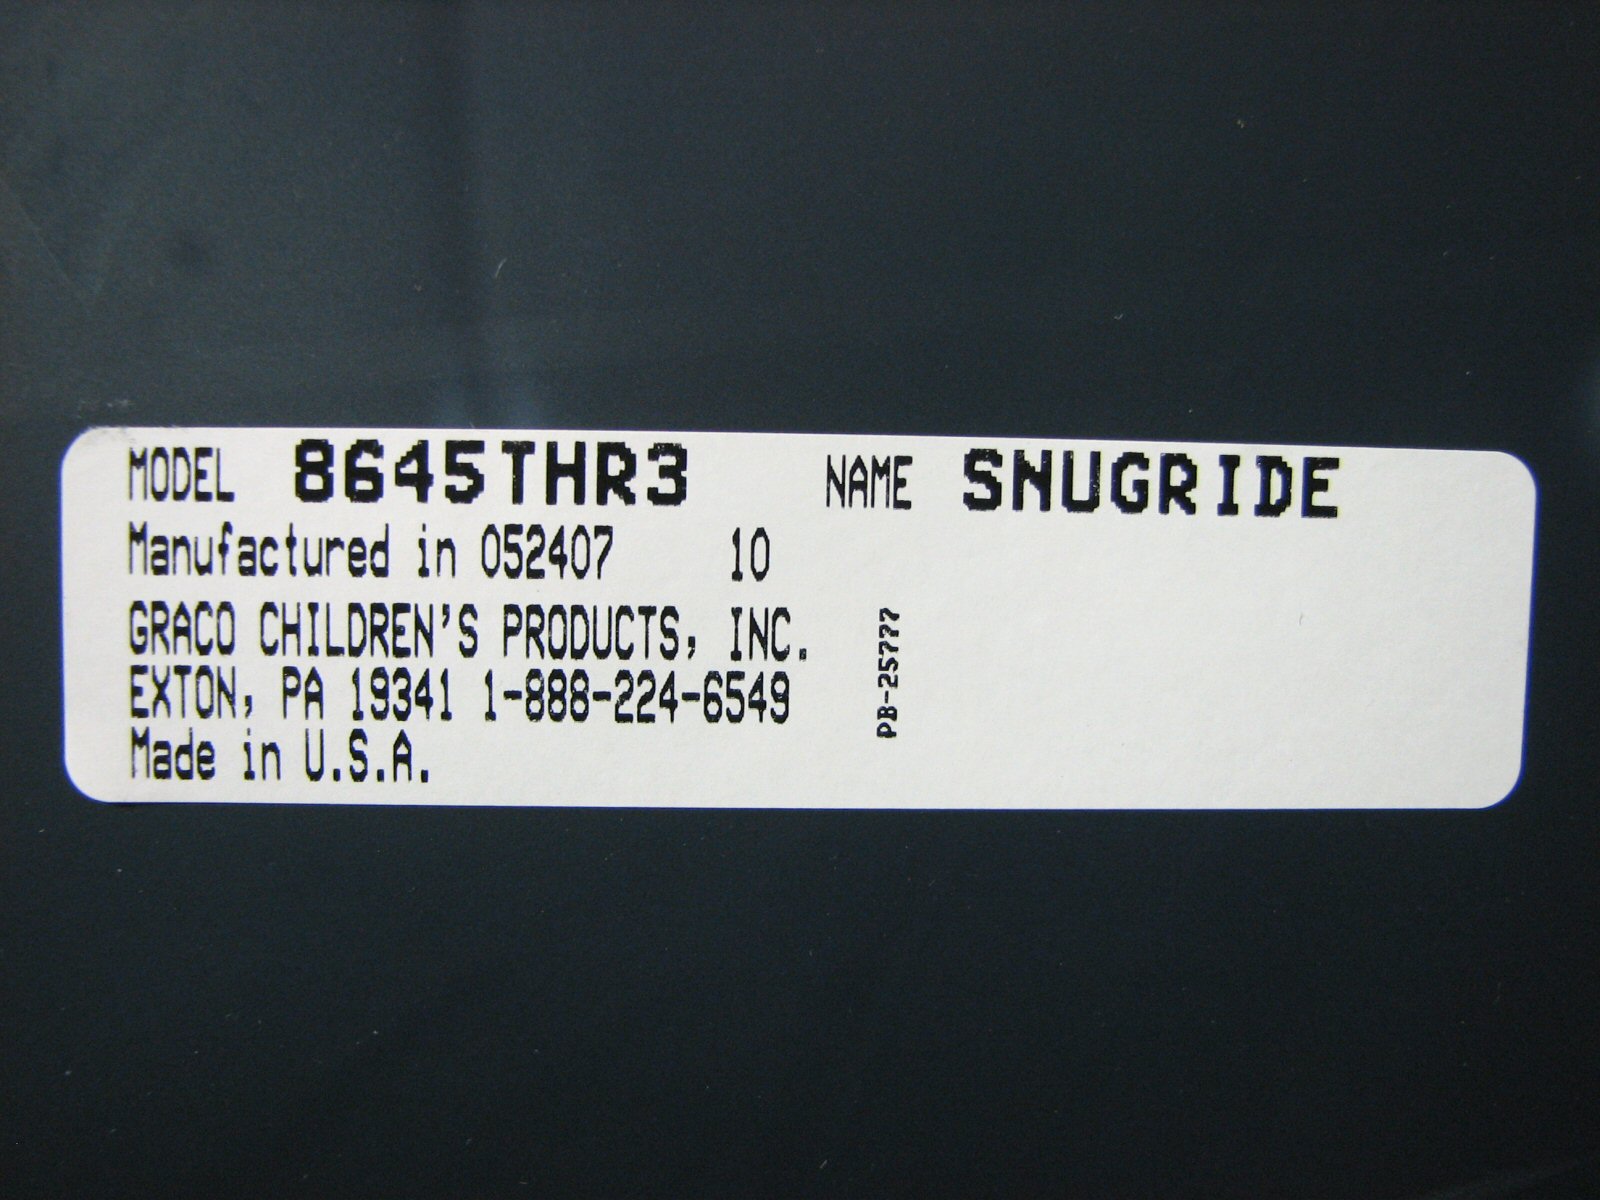 MODEL 8645THR3 NAME SNUGRIDE
Manufactured in 052407 10
GRACO CHILDREN'S PRODUCTS, INC.
EXTON, PA 19341 1-888-224-6549
Made in U.S.A.
PB-25777